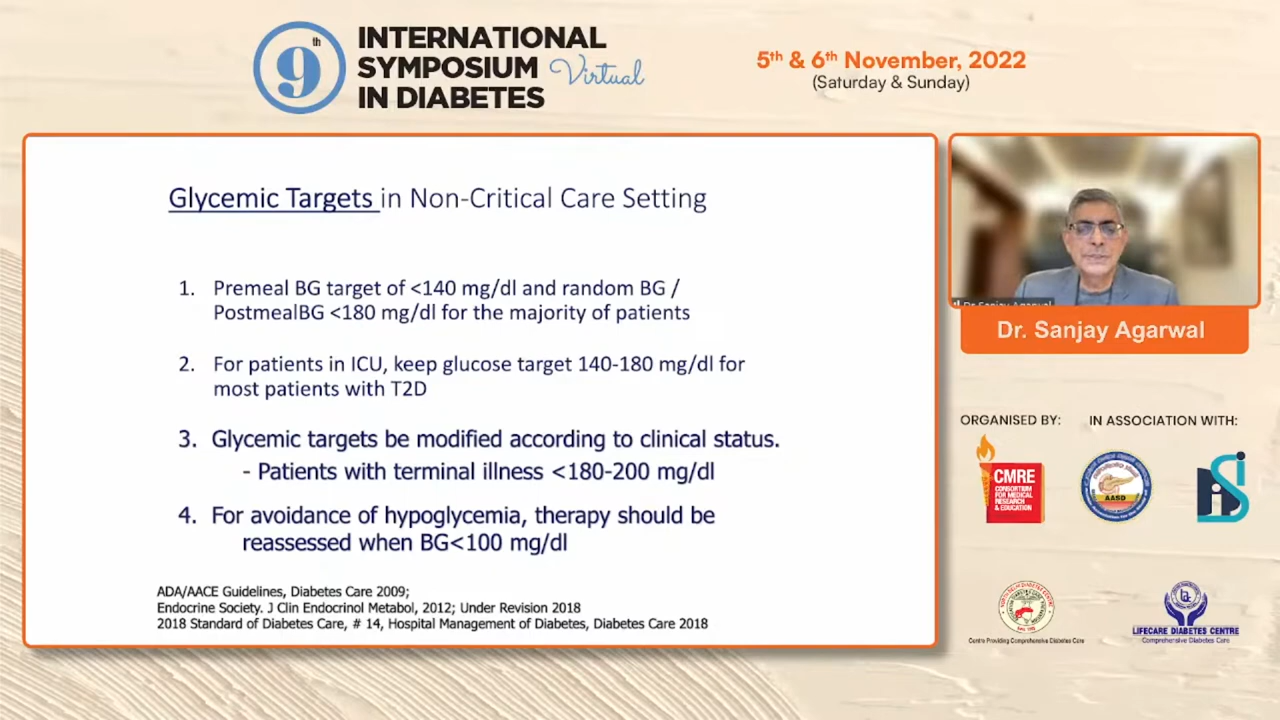 9th
INTERNATIONAL
SYMPOSIUM Virtual
IN DIABETES
5th & 6th November, 2022
(Saturday & Sunday)
Glycemic Targets in Non-Critical Care Setting
1. Premeal BG target of <140 mg/dl and random BG /
PostmealBG <180 mg/dl for the majority of patients
2. For patients in ICU, keep glucose target 140-180 mg/dl for
most patients with T2D
3. Glycemic targets be modified according to clinical status.
- Patients with terminal illness <180-200 mg/dl
4. For avoidance of hypoglycemia, therapy should be
reassessed when BG<100 mg/dl
ADA/AACE Guidelines, Diabetes Care 2009;
Endocrine Society. J Clin Endocrinol Metabol, 2012; Under Revision 2018
2018 Standard of Diabetes Care, # 14, Hospital Management of Diabetes, Diabetes Care 2018
Dr Sanjay Agarwal
Dr. Sanjay Agarwal
ORGANISED BY:
IN ASSOCIATION WITH:
CMRE
CONSORTIUM
FOR MEDICAL
RESEARCH
& EDUCATION
AASD
Centre Providing Comprehensive Diabetes Care
LIFECARE DIABETES CENTRE
Comprehensive Diabetes Care